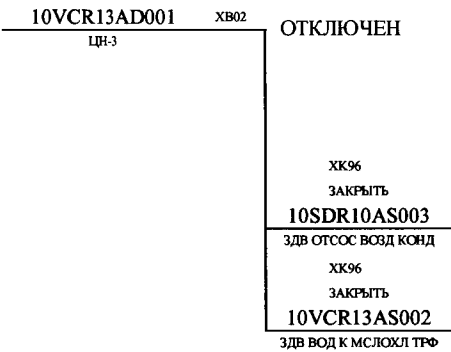 10VCR13AD001 XB02
ЦН-3
ОТКЛЮЧЕН
XK96
ЗАКРЫТЬ
10SDR10AS003
ЗДВ ОТСОС ВОЗД КОНД
XK96
ЗАКРЫТЬ
10VCR13AS002
ЗДВ ВОД К МСЛОХЛ ТРФ